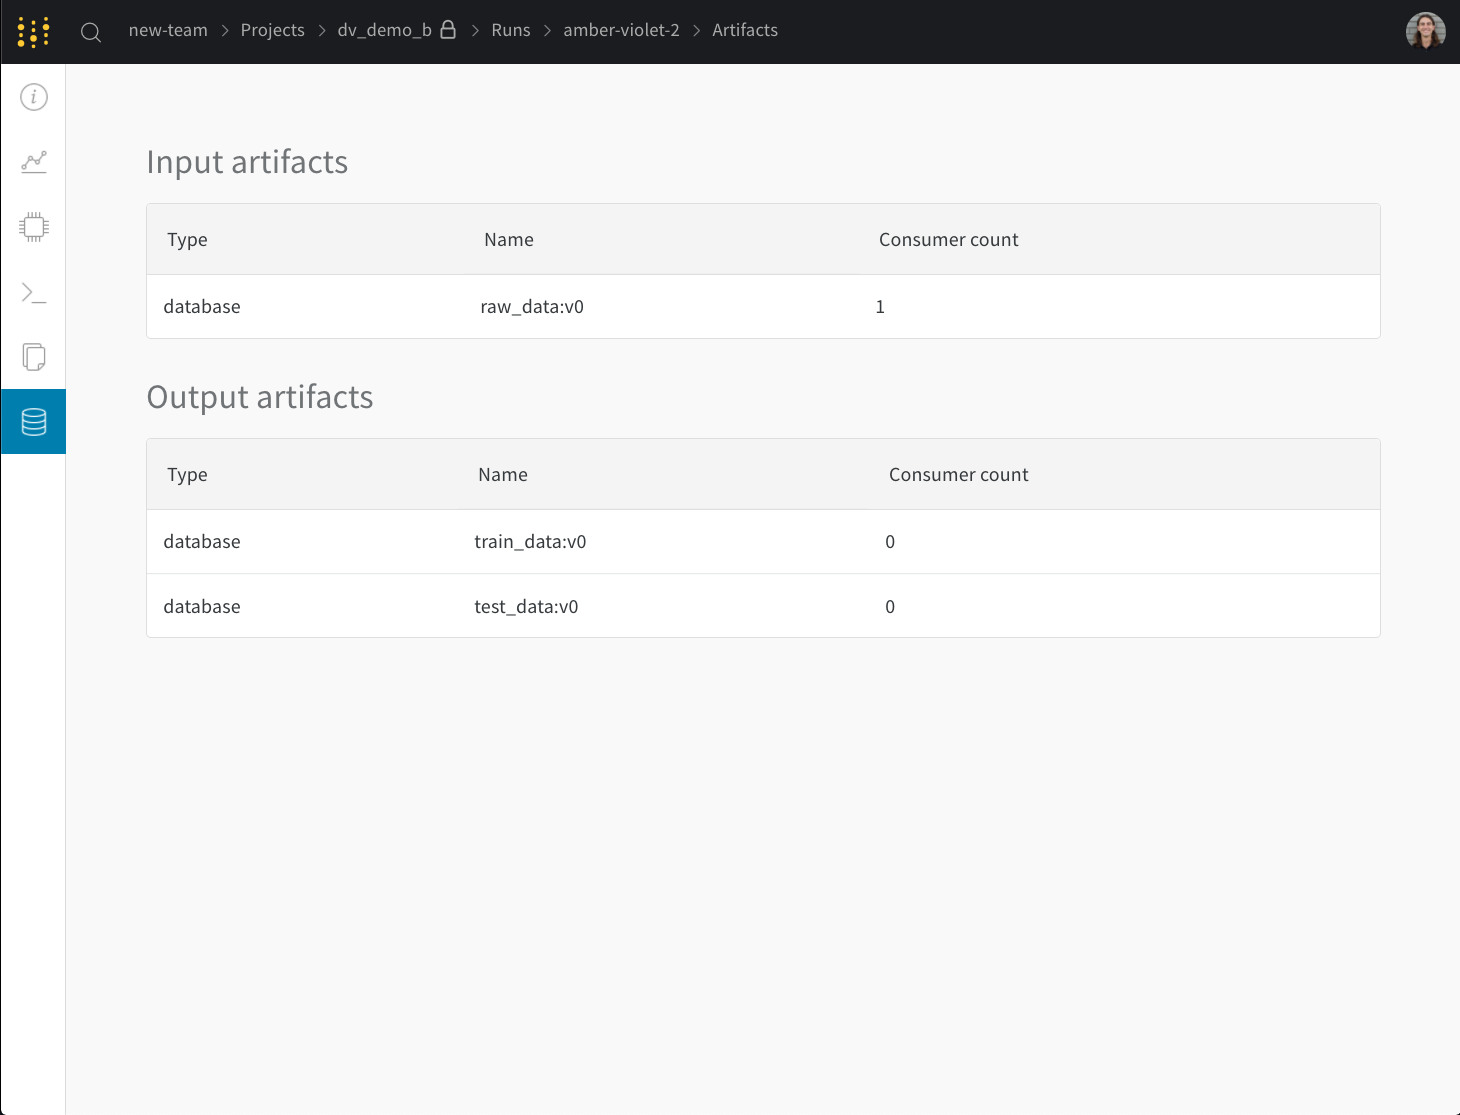 new-team > Projects > dv_demo_b > Runs > amber-violet-2 > Artifacts
Input artifacts
Type Name Consumer count
database raw_data:v0 1
Output artifacts
Type Name Consumer count
database train_data:v0 0
database test_data:v0 0